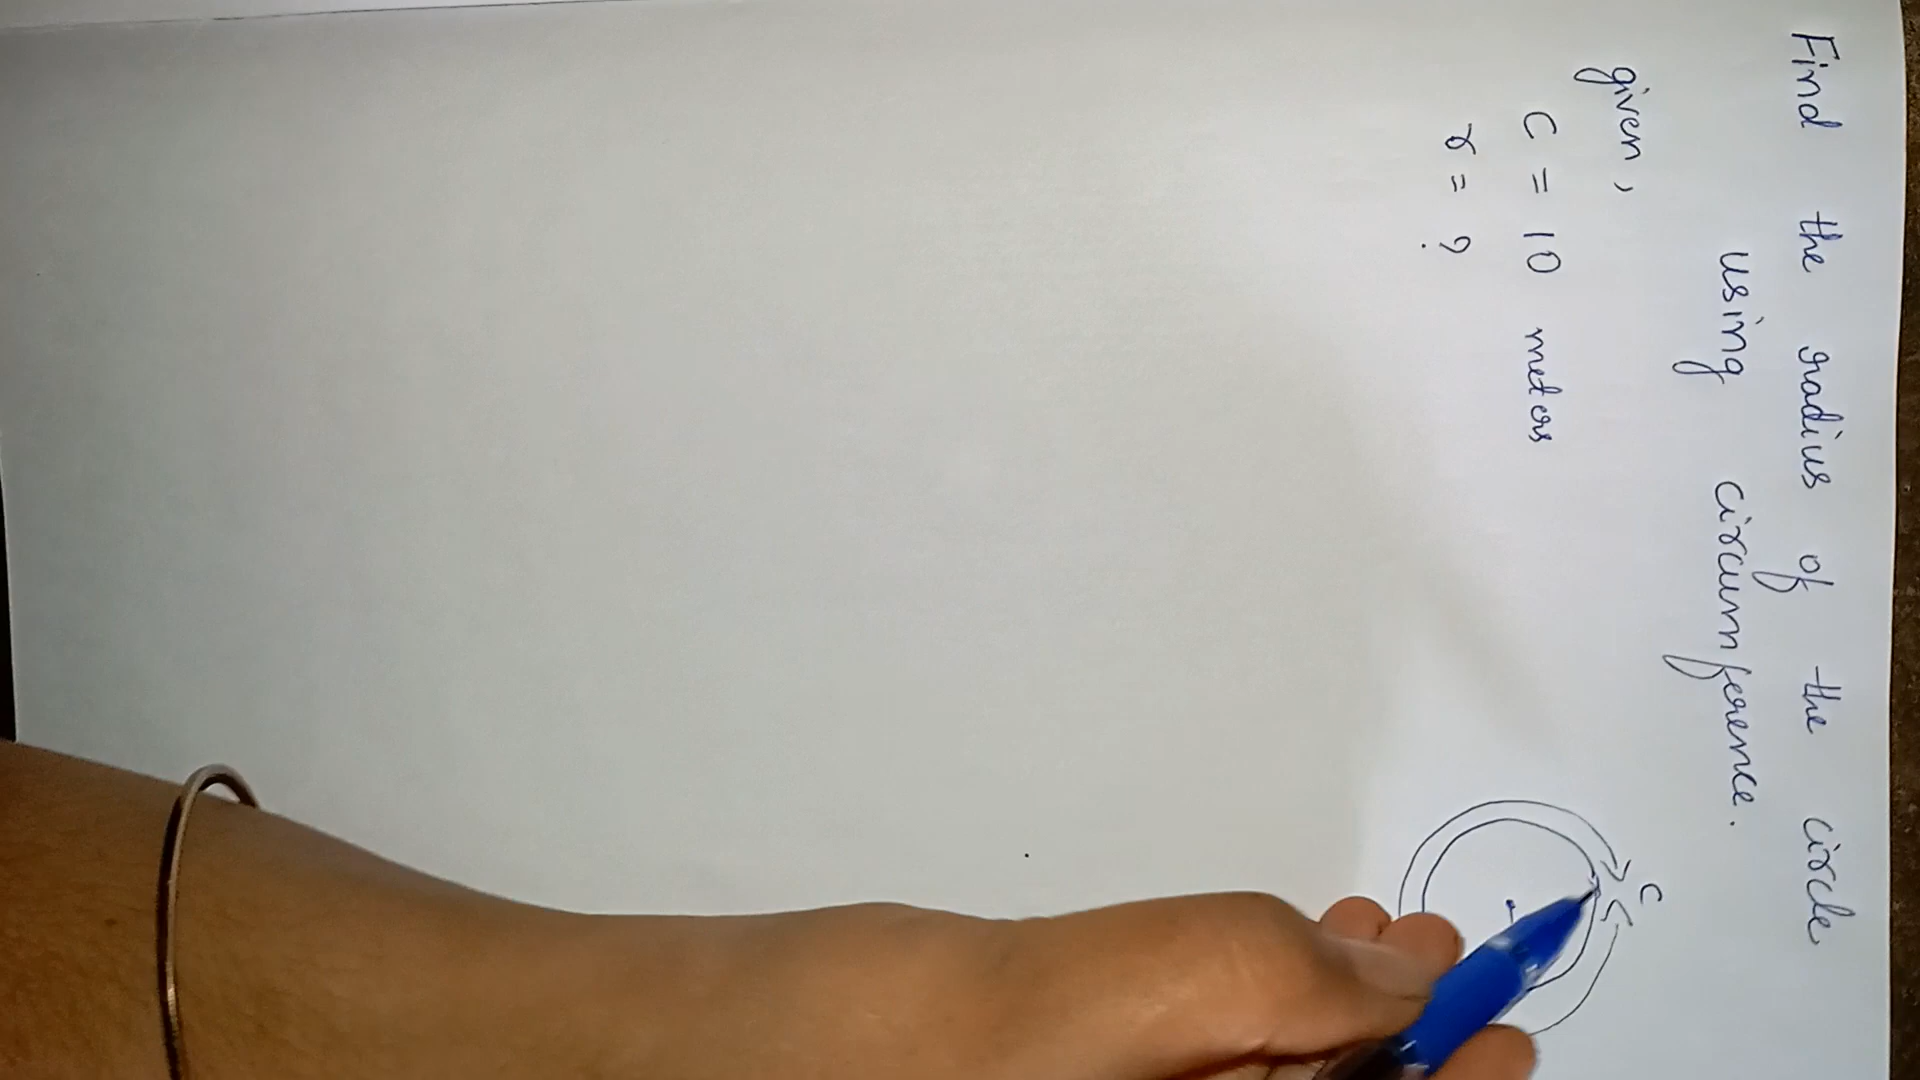 Find the radius of the circle
using circumference.
given,
C = 10 meters
r = ?
C